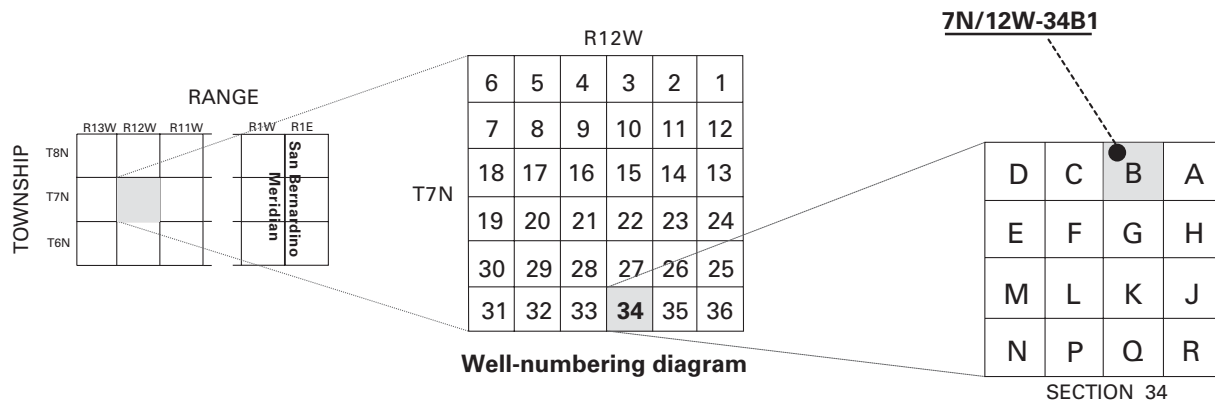 7N/12W-34B1
R12W
RANGE
TOWNSHIP
R13W R12W R11W R1W R1E
T8N
T7N
T6N
San Bernardino
Meridian
T7N
6 5 4 3 2 1
7 8 9 10 11 12
18 17 16 15 14 13
19 20 21 22 23 24
30 29 28 27 26 25
31 32 33 34 35 36
Well-numbering diagram
D C B A
E F G H
M L K J
N P Q R
SECTION 34